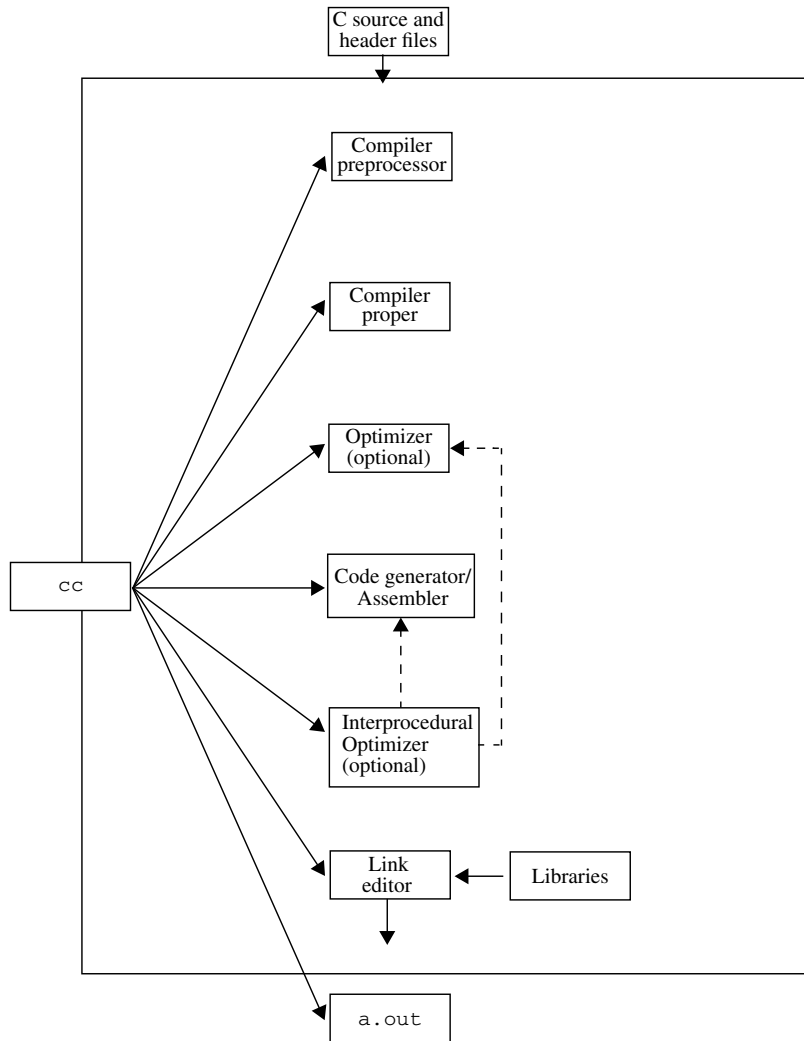 C source and
header files
Compiler
preprocessor
Compiler
proper
Optimizer
(optional)
cc
Code generator/
Assembler
Interprocedural
Optimizer
(optional)
Link
editor
Libraries
a.out